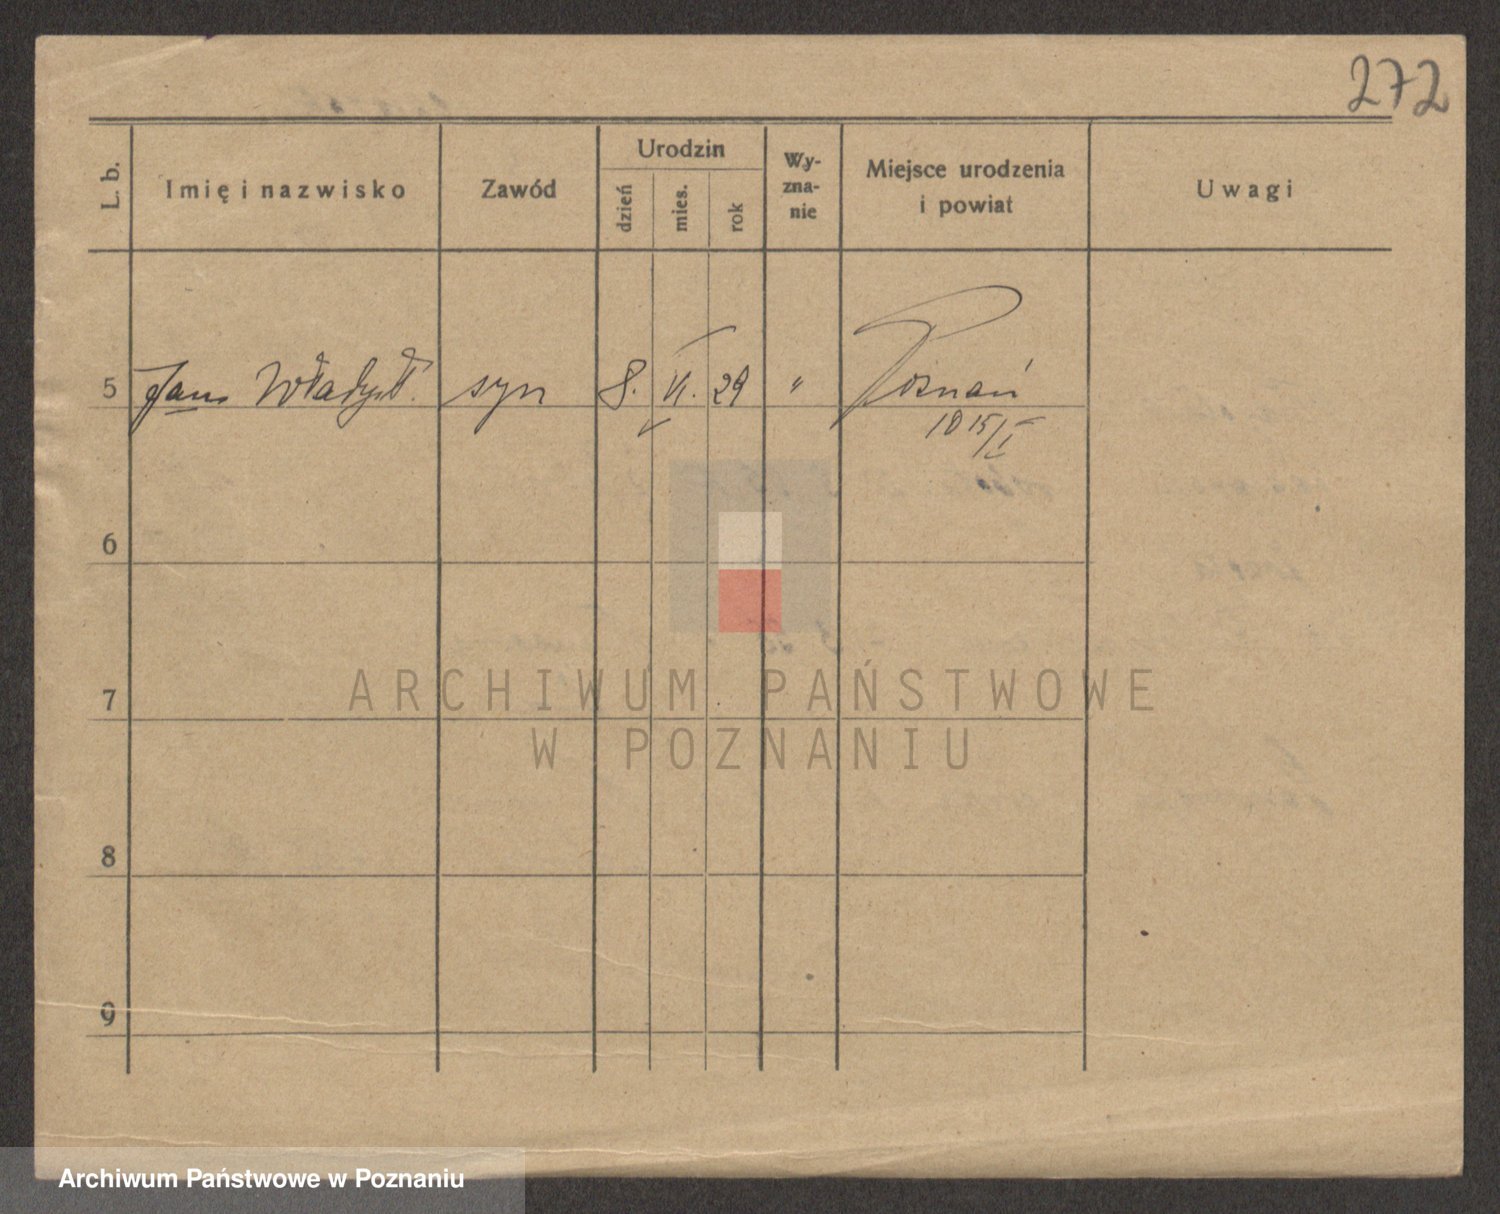 272
L. b.
Imię i nazwisko
Zawód
Urodzin
dzień
mies.
rok
Wy-
zna-
nie
Miejsce urodzenia
i powiat
Uwagi
5 Jan Władysł. syn 8. VI. 29 " Poznań
6
7
8
9
ARCHIWUM PAŃSTWOWE
W POZNANIU
Archiwum Państwowe w Poznaniu